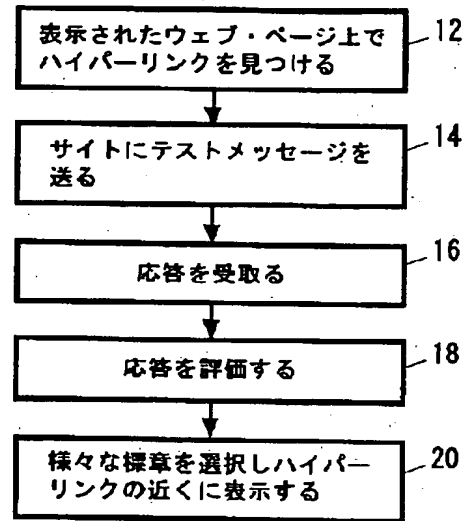 表示されたウェブ・ページ上で
ハイパーリンクを見つける
12
サイトにテストメッセージを
送る
14
応答を受取る
16
応答を評価する
18
様々な標章を選択しハイパー
リンクの近くに表示する
20